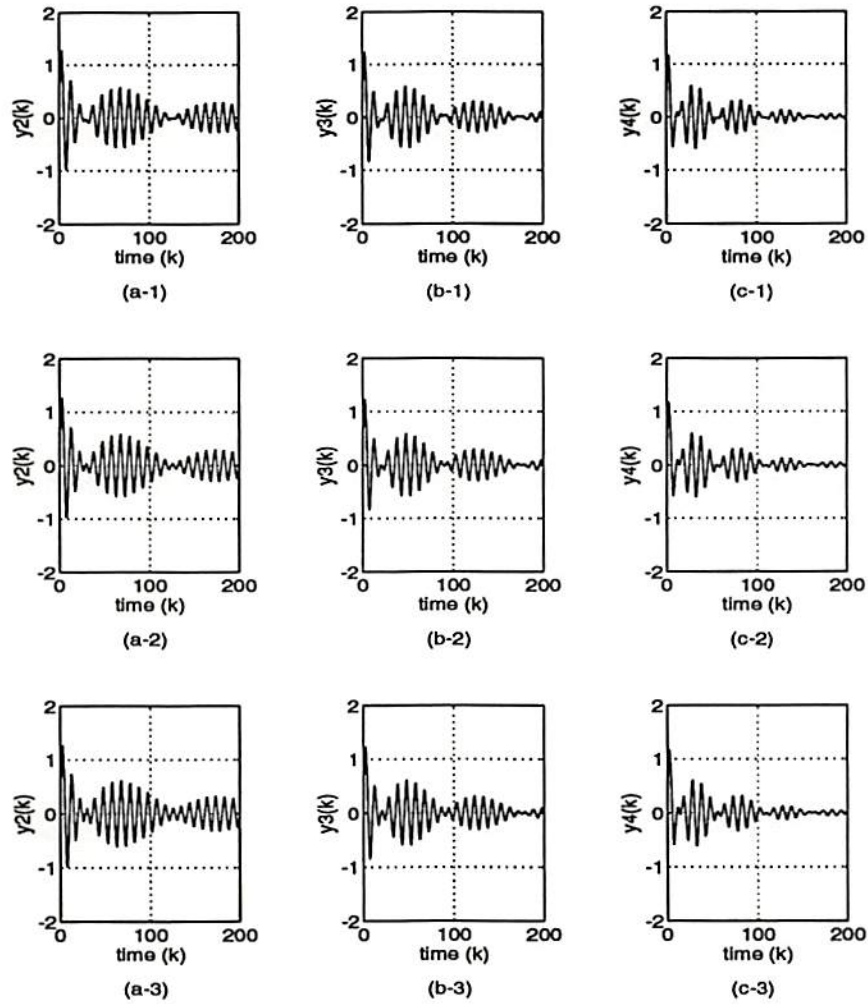 2 2 2
1 1 1
y2(k) 0 y3(k) 0 y4(k) 0
-1 -1 -1
-2 -2 -2
0 100 200 0 100 200 0 100 200
time (k) time (k) time (k)
(a-1) (b-1) (c-1)
2 2 2
1 1 1
y2(k) 0 y3(k) 0 y4(k) 0
-1 -1 -1
-2 -2 -2
0 100 200 0 100 200 0 100 200
time (k) time (k) time (k)
(a-2) (b-2) (c-2)
2 2 2
1 1 1
y2(k) 0 y3(k) 0 y4(k) 0
-1 -1 -1
-2 -2 -2
0 100 200 0 100 200 0 100 200
time (k) time (k) time (k)
(a-3) (b-3) (c-3)